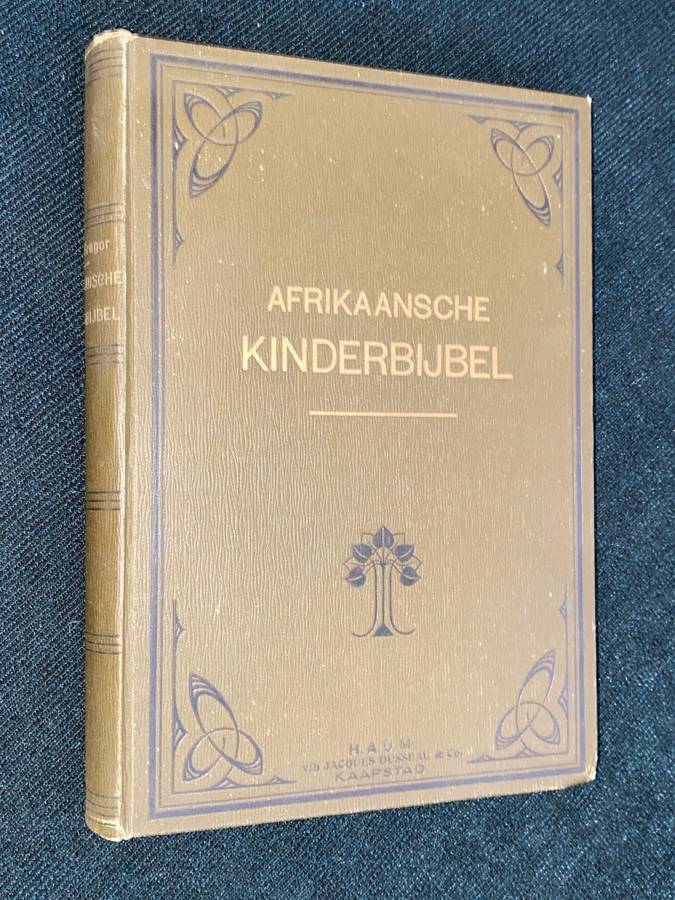 AFRIKAANSCHE
KINDERBIJBEL
H.A.U.M
v/h JACQUES DUSSEAU & Co.
KAAPSTAD